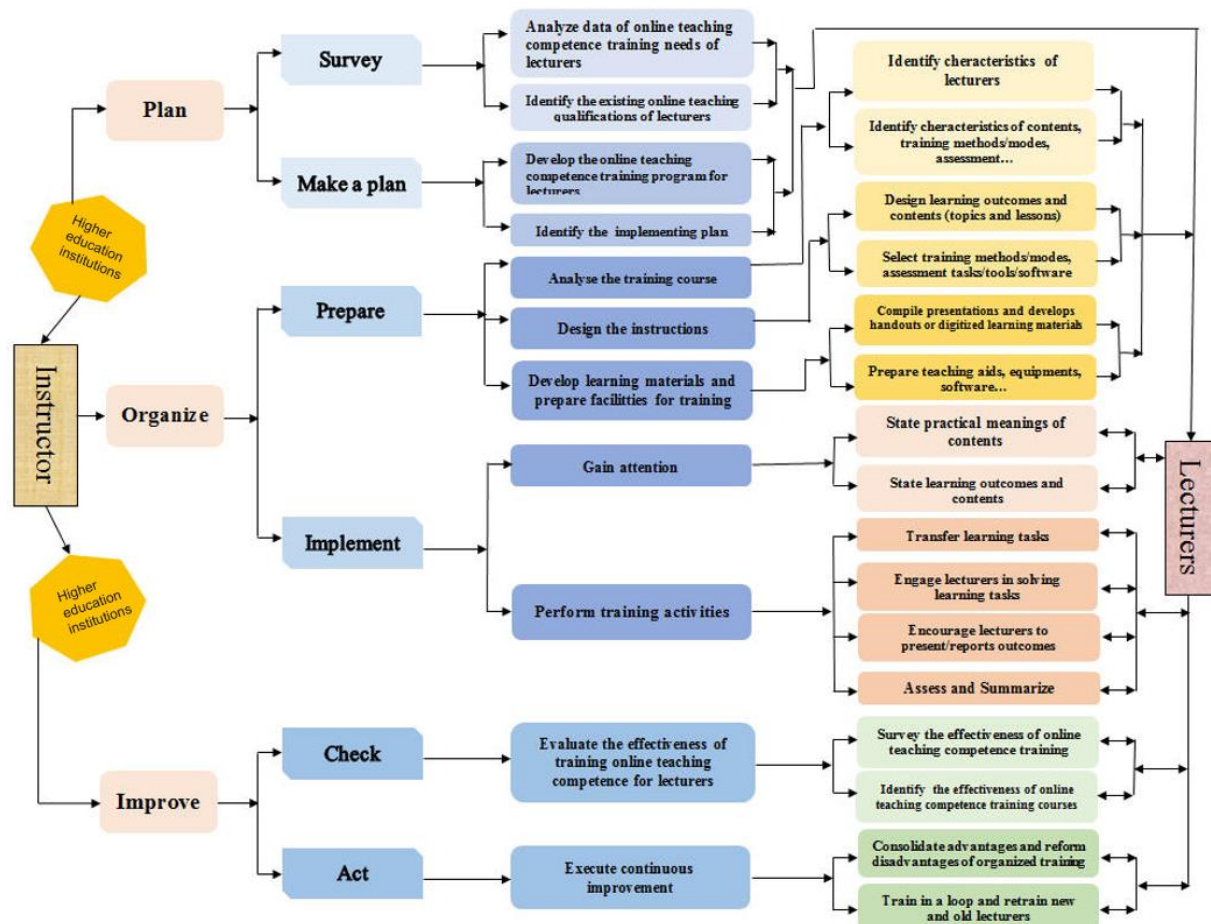 Analyze data of online teaching
competence training needs of
lecturers
Survey
Identify the existing online teaching
qualifications of lecturers
Plan
Develop the online teaching
competence training program for
lecturers
Make a plan
Identify the implementing plan
Higher
education
institutions
Instructor
Organize
Prepare
Analyse the training course
Design the instructions
Develop learning materials and
prepare facilitties for training
Implement
Gain attention
Perform training activities
Identify cheracteristics of
lecturers
Identify cheracteristics of contents,
training methods/modes,
assessment...
Design learning outcomes and
contents (topics and lessons)
Select training methods/modes,
assessment tasks/tools/software
Compile presentations and develops
handouts or digitized learning materials
Prepare teaching aids, equipments,
software...
State practical meanings of
contents
State learning outcomes and
contents
Transfer learning tasks
Engage lecturers in solving
learning tasks
Encourage lecturers to
present/reports outcomes
Assess and Summarize
Lecturers
Higher
education
institutions
Improve
Check
Evaluate the effectiveness of
training online teaching
competence for lecturers
Survey the effectiveness of online
teaching competence training
Identify the effectiveness of online
teaching competence training courses
Act
Execute continuous
improvement
Consolidate advantages and reform
disadvantages of organized training
Train in a loop and retrain new
and old lecturers